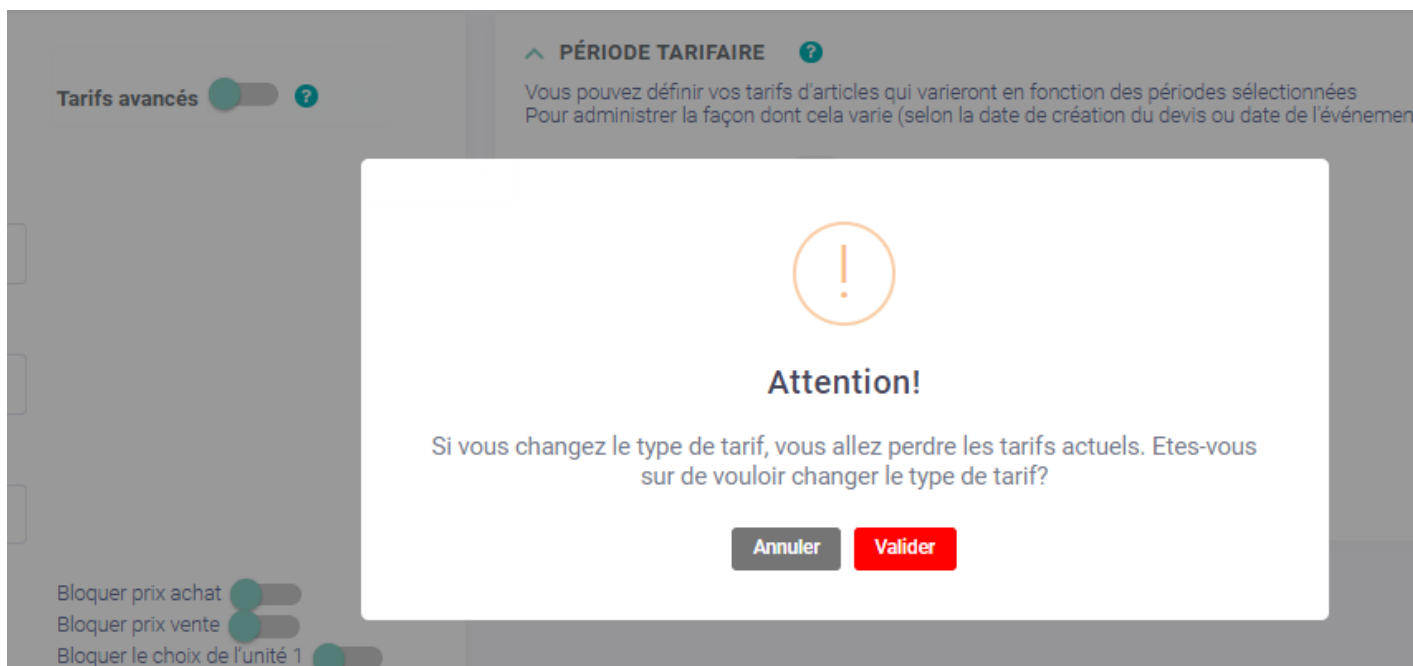 Tarifs avancés
?
PÉRIODE TARIFAIRE ?
Vous pouvez définir vos tarifs d'articles qui varieront en fonction des périodes sélectionnées
Pour administrer la façon dont cela varie (selon la date de création du devis ou date de l'événemen
!
Attention!
Si vous changez le type de tarif, vous allez perdre les tarifs actuels. Etes-vous
sur de vouloir changer le type de tarif?
Annuler
Valider
Bloquer prix achat
Bloquer prix vente
Bloquer le choix de l'unité 1